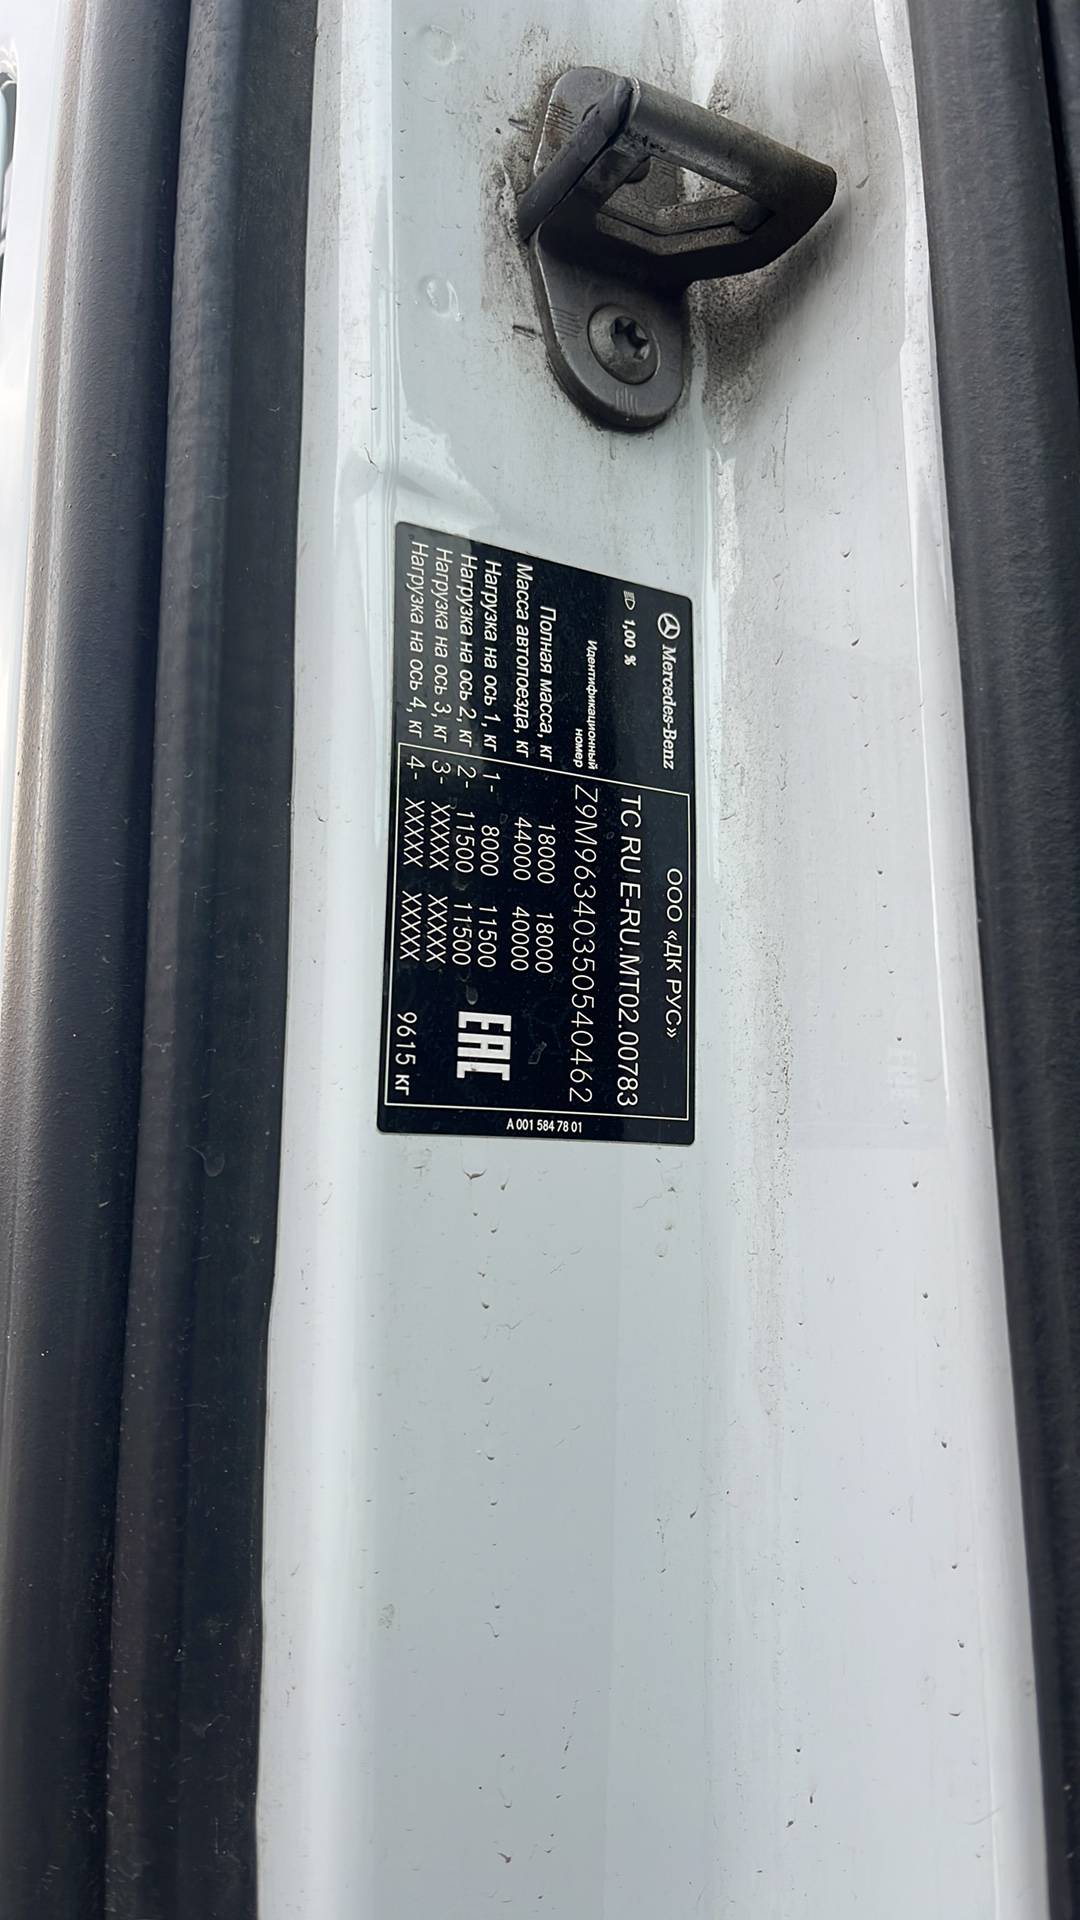 Mercedes-Benz
ООО «ДК РУС»
1,00 %
TC RU E-RU.MT02.00783
Идентификационный номер Z9M96340350540462
Полная масса, кг 18000 18000
Масса автопоезда, кг 44000 40000
Нагрузка на ось 1, кг 1- 8000 11500
Нагрузка на ось 2, кг 2- 11500 11500
Нагрузка на ось 3, кг 3- XXXXX XXXXX
Нагрузка на ось 4, кг 4- XXXXX XXXXX
EAC
9615 кг
A 001 584 78 01